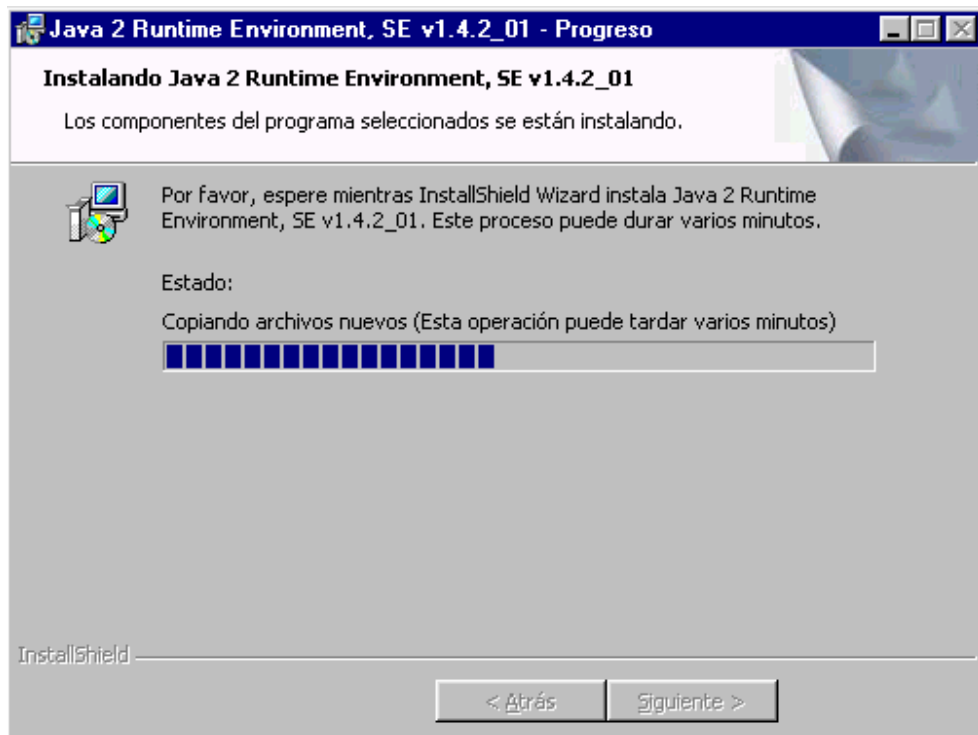 Java 2 Runtime Environment, SE v1.4.2_01 - Progreso
Instalando Java 2 Runtime Environment, SE v1.4.2_01
Los componentes del programa seleccionados se están instalando.
Por favor, espere mientras InstallShield Wizard instala Java 2 Runtime
Environment, SE v1.4.2_01. Este proceso puede durar varios minutos.
Estado:
Copiando archivos nuevos (Esta operación puede tardar varios minutos)
InstallShield
< Atrás
Siguiente >